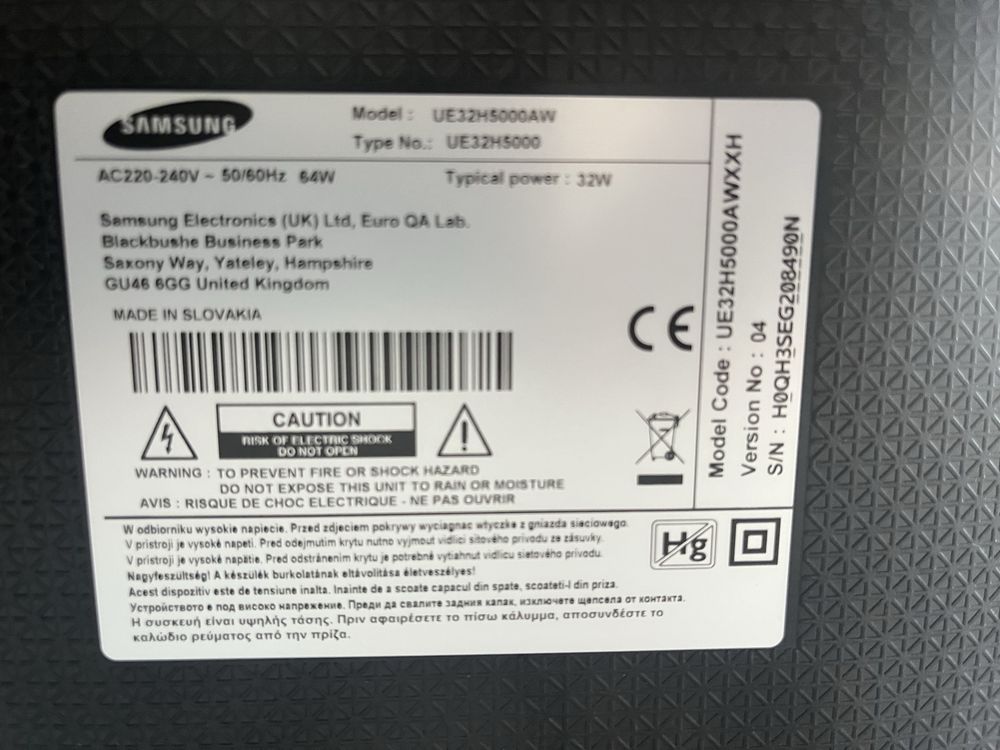 SAMSUNG
Model : UE32H5000AW
Type No.: UE32H5000
AC220-240V ~ 50/60Hz 64W
Typical power : 32W
Samsung Electronics (UK) Ltd, Euro QA Lab.
Blackbushe Business Park
Saxony Way, Yateley, Hampshire
GU46 6GG United Kingdom
MADE IN SLOVAKIA
CE
CAUTION
RISK OF ELECTRIC SHOCK
DO NOT OPEN
WARNING : TO PREVENT FIRE OR SHOCK HAZARD
DO NOT EXPOSE THIS UNIT TO RAIN OR MOISTURE
AVIS : RISQUE DE CHOC ELECTRIQUE - NE PAS OUVRIR
Model Code : UE32H5000AWXXH
Version No : 04
S/N : H0QH3SEG208490N
W odbiorniku wysokie napiecie. Przed zdjeciem pokrywy wyciagnac wtyczke z gniazda sieciowego.
V pristroji je vysoké napeti. Pred odejmutim krytu nutno vyjmout vidlici sitového privodu ze zásuvky.
V pristroji je vysoké napätie. Pred odstránením krytu je potrebné vytiahnut vidlicu sietového privodu.
Nagyfeszültség! A készülék burkolatának eltávolitása életveszélyes!
Acest dispozitiv este de tensiune inalta. Inainte de a scoate capacul din spate, scoateti-l din priza.
Устройството е под високо напрежение. Преди да свалите задния капак, изключете щепсела от контакта.
Η συσκευή είναι υψηλής τάσης. Πριν αφαιρέσετε το πίσω κάλυμμα, αποσυνδέστε το
καλώδιο ρεύματος από την πρίζα.
Hg